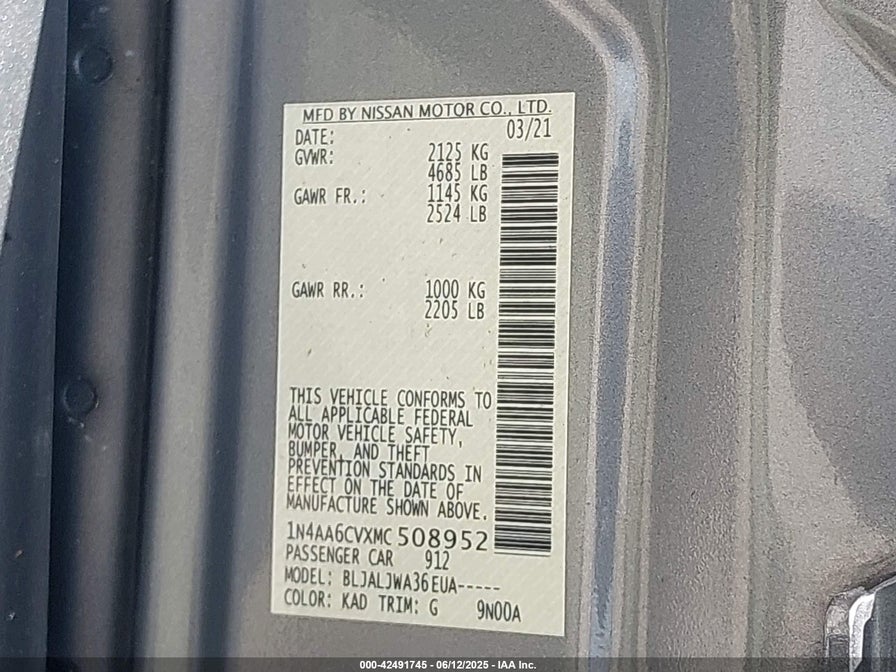 MFD BY NISSAN MOTOR CO., LTD.
DATE: 03/21
GVWR: 2125 KG
4685 LB
GAWR FR.: 1145 KG
2524 LB
GAWR RR.: 1000 KG
2205 LB
THIS VEHICLE CONFORMS TO
ALL APPLICABLE FEDERAL
MOTOR VEHICLE SAFETY,
BUMPER, AND THEFT
PREVENTION STANDARDS IN
EFFECT ON THE DATE OF
MANUFACTURE SHOWN ABOVE.
1N4AA6CVXMC508952
PASSENGER CAR 912
MODEL: BLJALJWA36EUA-----
COLOR: KAD TRIM: G 9N00A
000-42491745 - 06/12/2025 - IAA Inc.